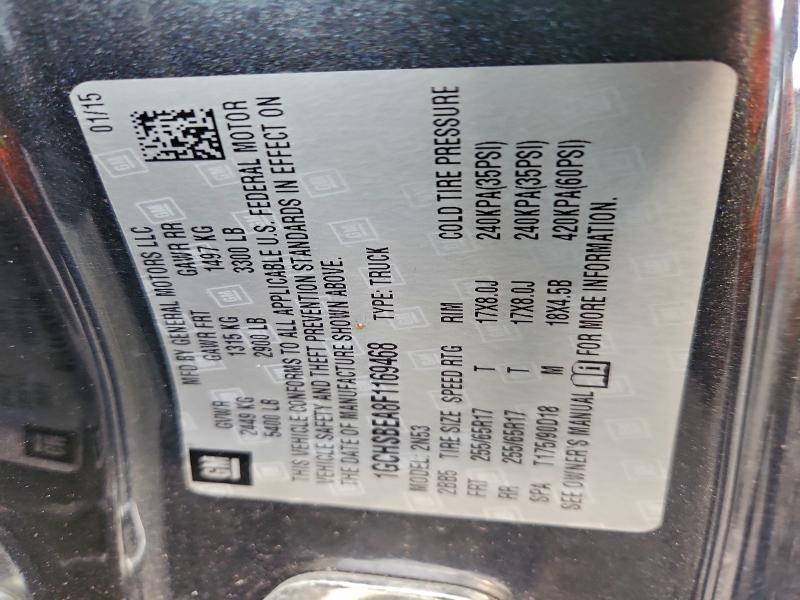 GM
MFD BY GENERAL MOTORS LLC 01/15
GVWR GAWR FRT GAWR RR
2449 KG 1315 KG 1497 KG
5400 LB 2900 LB 3300 LB
THIS VEHICLE CONFORMS TO ALL APPLICABLE U.S. FEDERAL MOTOR
VEHICLE SAFETY AND THEFT PREVENTION STANDARDS IN EFFECT ON
THE DATE OF MANUFACTURE SHOWN ABOVE.
1GCHSBEA8F1169468 TYPE: TRUCK
MODEL: 2N53
2BB5 TIRE SIZE SPEED RTG RIM COLD TIRE PRESSURE
FRT 255/65R17 T 17X8.0J 240KPA(35PSI)
RR 255/65R17 T 17X8.0J 240KPA(35PSI)
SPA T175/90D18 M 18X4.5B 420KPA(60PSI)
SEE OWNER'S MANUAL i FOR MORE INFORMATION.